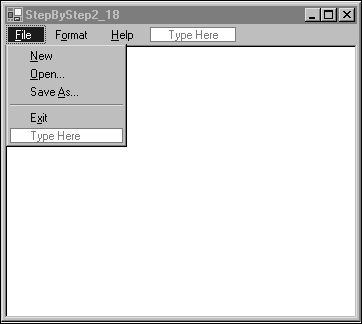 StepByStep2_18
File Format Help Type Here
New
Open...
Save As...
Exit
Type Here